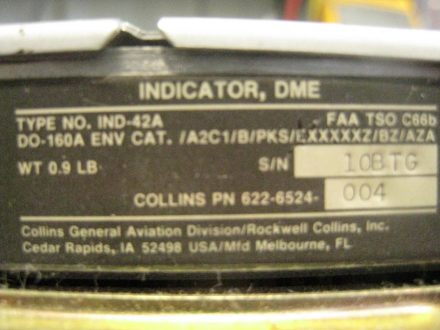 INDICATOR, DME
TYPE NO. IND-42A FAA TSO C66b
DO-160A ENV CAT. /A2C1/B/PKS/EXXXXXZ/BZ/AZA
WT 0.9 LB S/N 10BTG
COLLINS PN 622-6524- 004
Collins General Aviation Division/Rockwell Collins, Inc.
Cedar Rapids, IA 52498 USA/Mfd Melbourne, FL